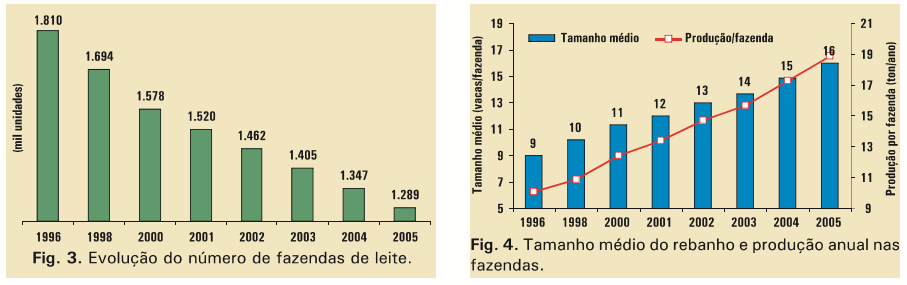 (mil unidades)
1.810
1.694
1.578
1.520
1.462
1.405
1.347
1.289
1996 1998 2000 2001 2002 2003 2004 2005
Fig. 3. Evolução do número de fazendas de leite.
Tamanho médio (vacas/fazenda)
19
17
15
13
11
9
7
5
Tamanho médio Produção/fazenda
9 10 11 12 13 14 15 16
21
19
17
15
13
11
9
Produção por fazenda (ton/ano)
1996 1998 2000 2001 2002 2003 2004 2005
Fig. 4. Tamanho médio do rebanho e produção anual nas
fazendas.